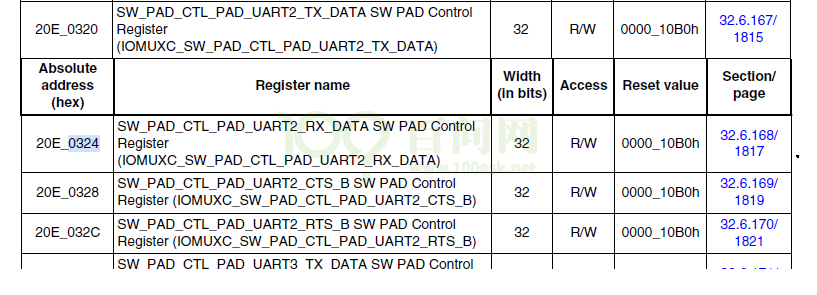 20E_0320
SW_PAD_CTL_PAD_UART2_TX_DATA SW PAD Control
Register
(IOMUXC_SW_PAD_CTL_PAD_UART2_TX_DATA)
32
R/W
0000_10B0h
32.6.167/
1815
Absolute
address
(hex)
Register name
Width
(in bits)
Access
Reset value
Section/
page
20E_0324
SW_PAD_CTL_PAD_UART2_RX_DATA SW PAD Control
Register
(IOMUXC_SW_PAD_CTL_PAD_UART2_RX_DATA)
32
R/W
0000_10B0h
32.6.168/
1817
20E_0328
SW_PAD_CTL_PAD_UART2_CTS_B SW PAD Control
Register (IOMUXC_SW_PAD_CTL_PAD_UART2_CTS_B)
32
R/W
0000_10B0h
32.6.169/
1819
20E_032C
SW_PAD_CTL_PAD_UART2_RTS_B SW PAD Control
Register (IOMUXC_SW_PAD_CTL_PAD_UART2_RTS_B)
32
R/W
0000_10B0h
32.6.170/
1821
SW_PAD_CTL_PAD_UART3_TX_DATA SW PAD Control
百问网
www.100ask.net